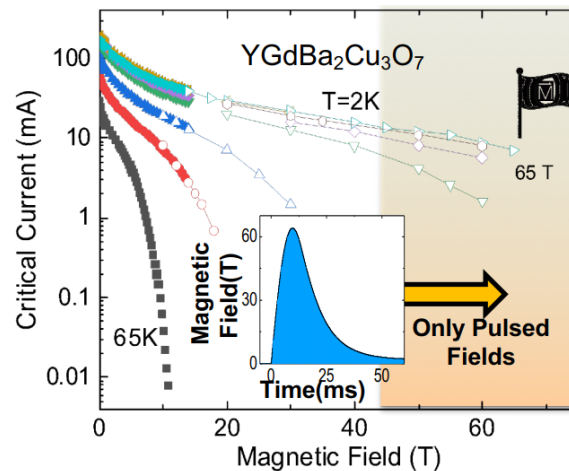 YGdBa₂Cu₃O₇
T=2K
65 T
65K
Only Pulsed
Fields
Critical Current (mA)
100
10
1
0.1
0.01
0
20
40
60
Magnetic Field (T)
Magnetic
Field(T)
60
30
0
0
50
Time(ms)
M